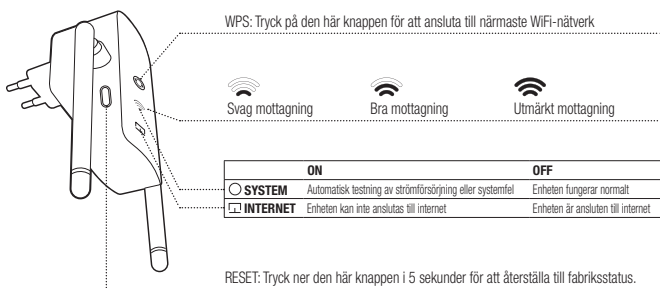 WPS: Tryck på den här knappen för att ansluta till närmaste WiFi-nätverk
Svag mottagning Bra mottagning Utmärkt mottagning
ON OFF
SYSTEM Automatisk testning av strömförsörjning eller systemfel Enheten fungerar normalt
INTERNET Enheten kan inte anslutas till internet Enheten är ansluten till internet
RESET: Tryck ner den här knappen i 5 sekunder för att återställa till fabriksstatus.